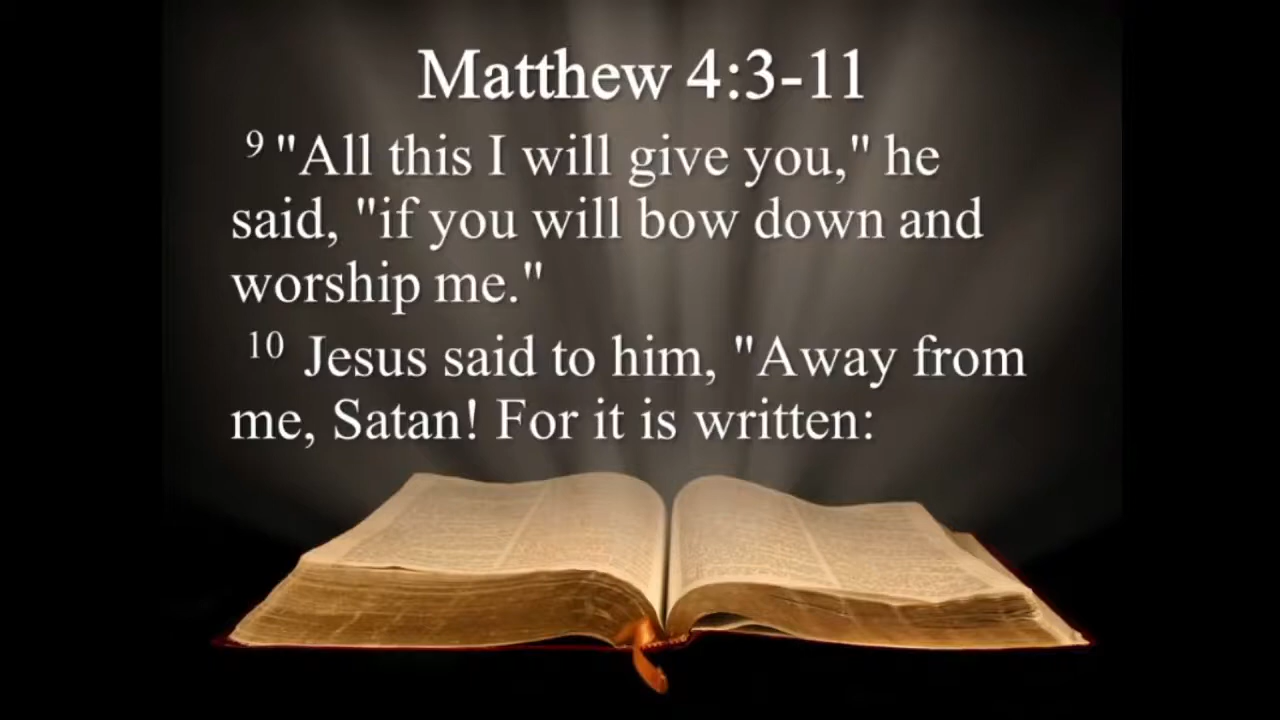 Matthew 4:3-11
9 "All this I will give you," he
said, "if you will bow down and
worship me."
10 Jesus said to him, "Away from
me, Satan! For it is written: